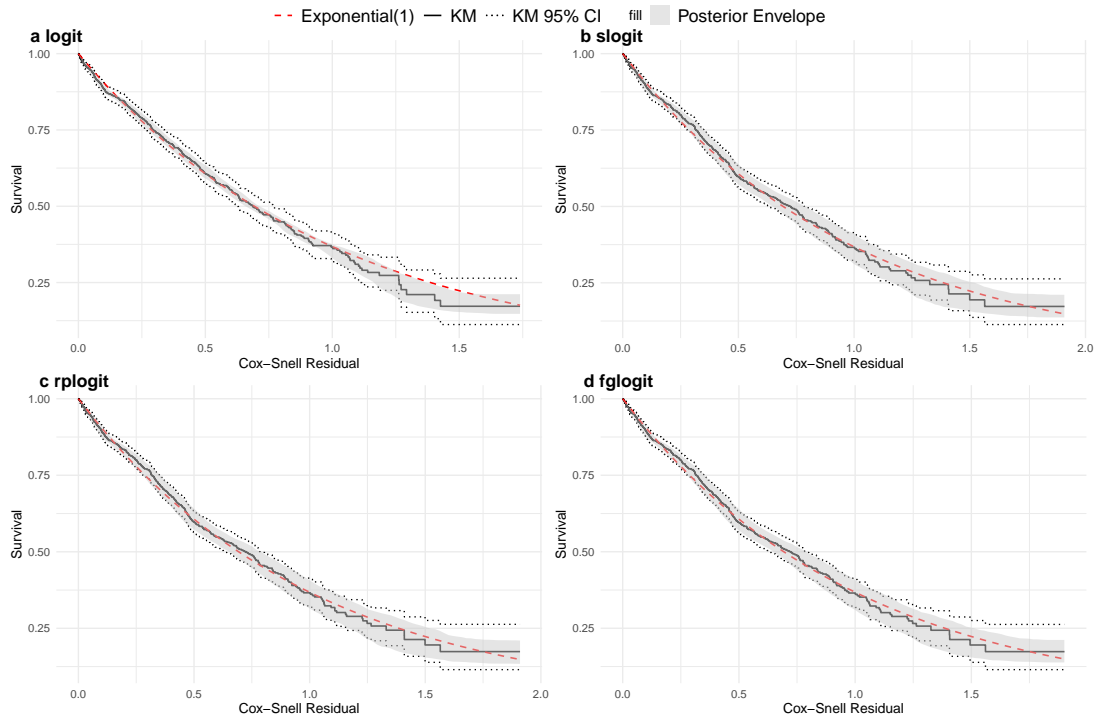 Exponential(1) KM KM 95% CI fill Posterior Envelope
a logit
1.00
0.75
0.50
0.25
Survival
0.0 0.5 1.0 1.5
Cox−Snell Residual
b slogit
1.00
0.75
0.50
0.25
Survival
0.0 0.5 1.0 1.5 2.0
Cox−Snell Residual
c rplogit
1.00
0.75
0.50
0.25
Survival
0.0 0.5 1.0 1.5 2.0
Cox−Snell Residual
d fglogit
1.00
0.75
0.50
0.25
Survival
0.0 0.5 1.0 1.5
Cox−Snell Residual